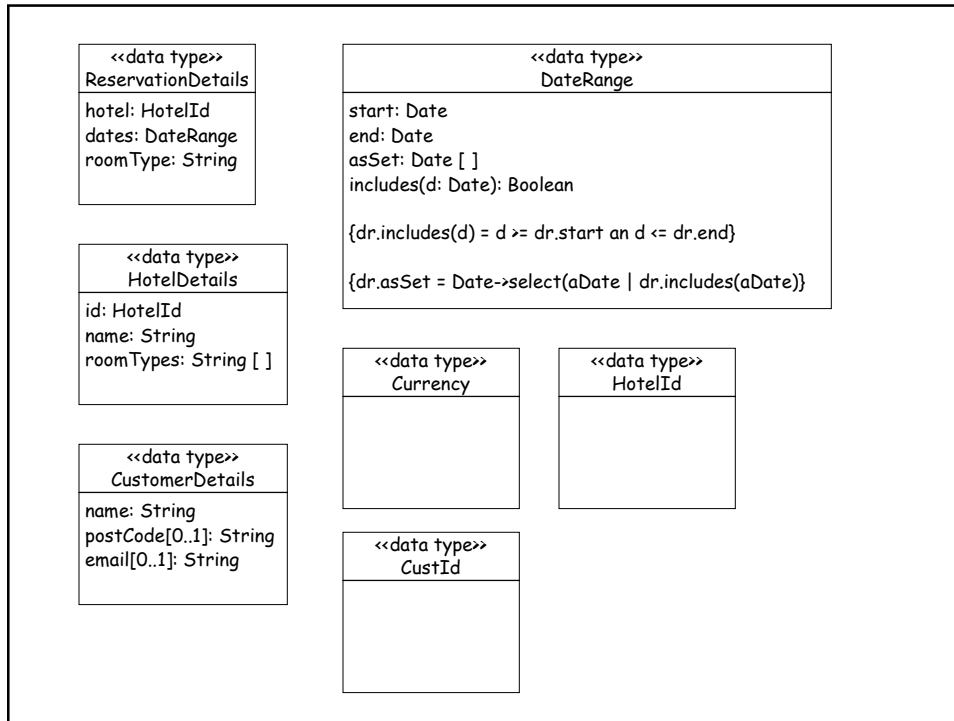 <<data type>>
ReservationDetails
hotel: HotelId
dates: DateRange
roomType: String
<<data type>>
DateRange
start: Date
end: Date
asSet: Date [ ]
includes(d: Date): Boolean
{dr.includes(d) = d >= dr.start an d <= dr.end}
{dr.asSet = Date->select(aDate | dr.includes(aDate)}
<<data type>>
HotelDetails
id: HotelId
name: String
roomTypes: String [ ]
<<data type>>
Currency
<<data type>>
HotelId
<<data type>>
CustomerDetails
name: String
postCode[0..1]: String
email[0..1]: String
<<data type>>
CustId